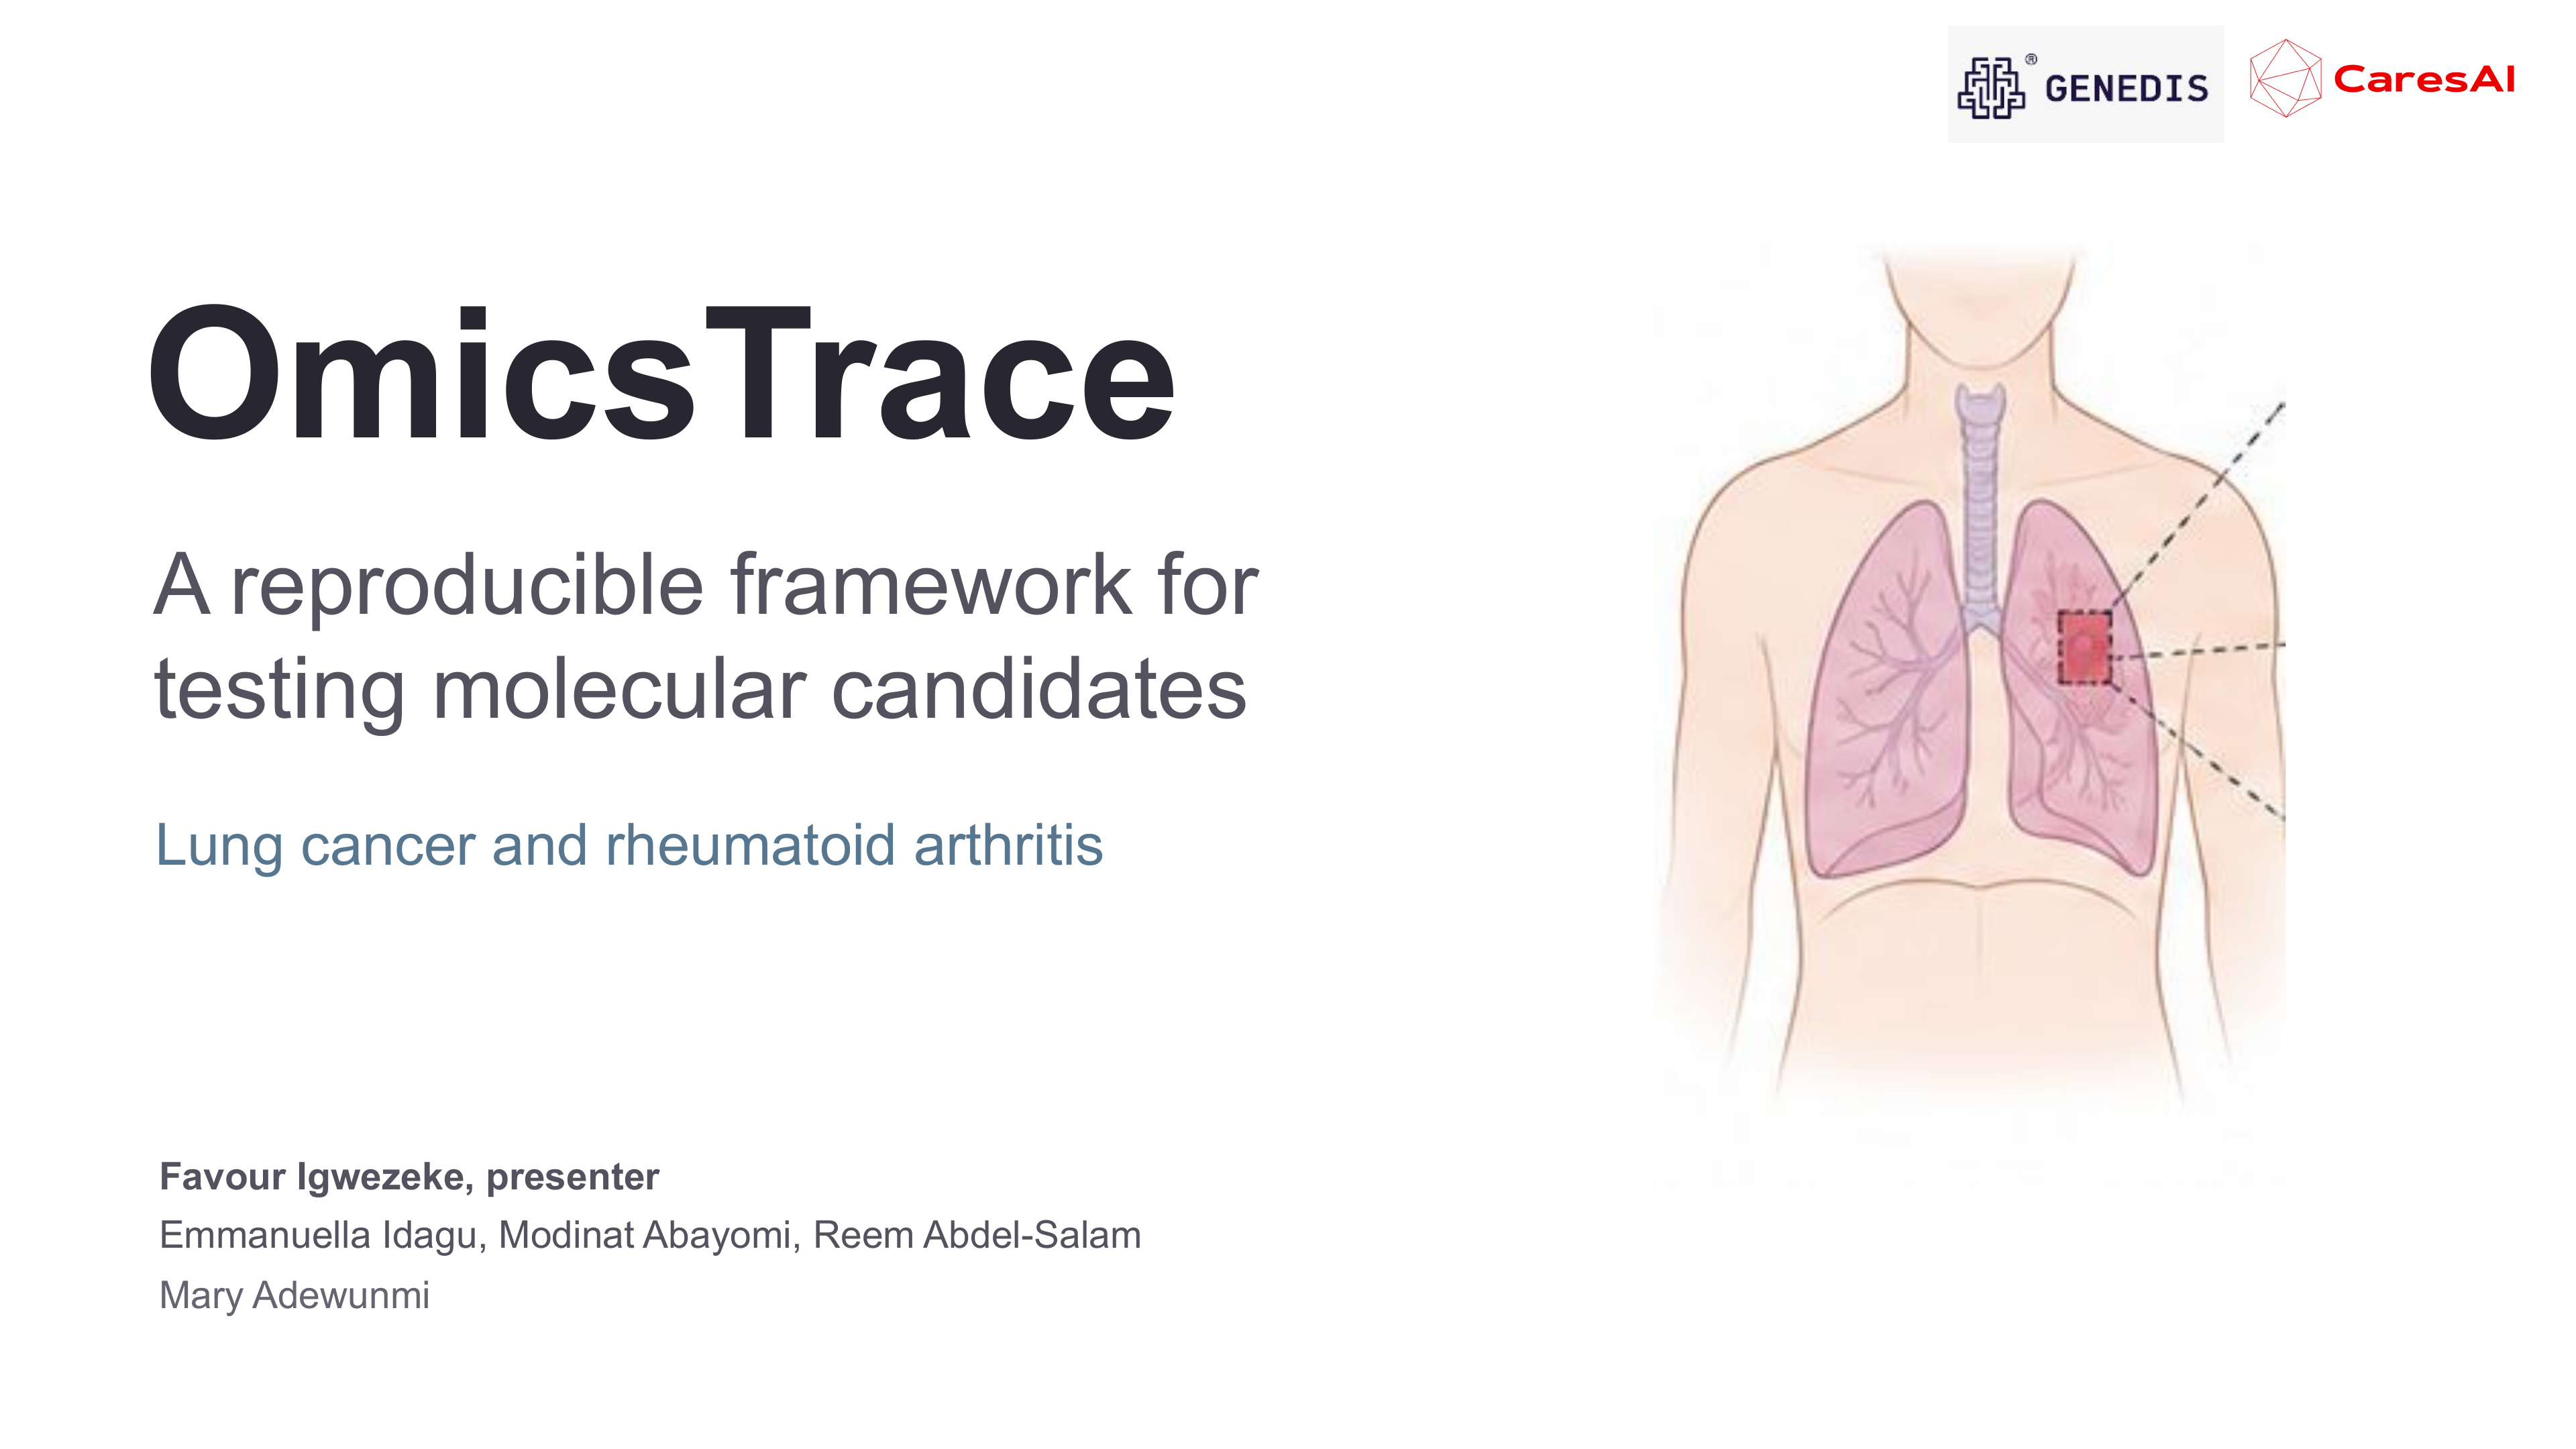 ® GENEDIS
CaresAI
OmicsTrace
A reproducible framework for
testing molecular candidates
Lung cancer and rheumatoid arthritis
Favour Igwezeke, presenter
Emmanuella Idagu, Modinat Abayomi, Reem Abdel-Salam
Mary Adewunmi